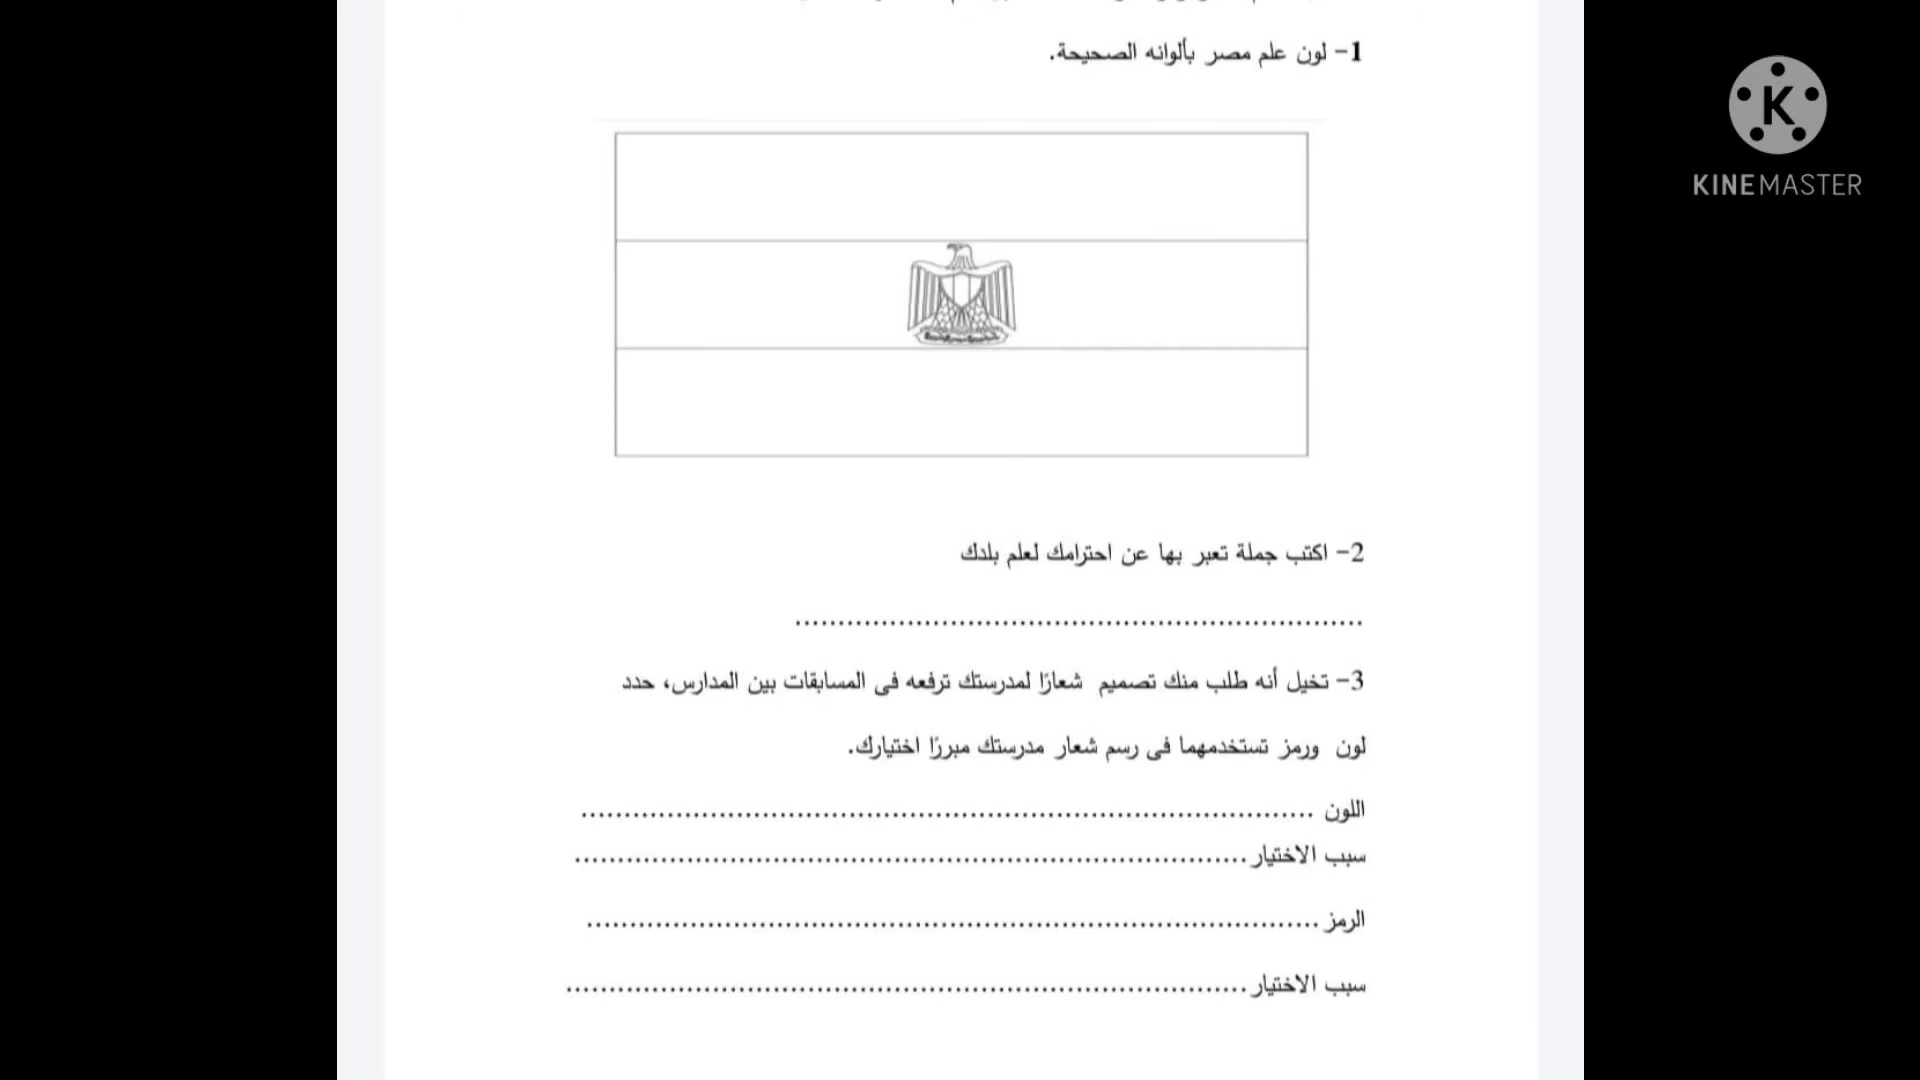 1- لون علم مصر بألوانه الصحيحة.
K
KINEMASTER
2- اكتب جملة تعبر بها عن احترامك لعلم بلدك
................................................................
3- تخيل أنه طلب منك تصميم شعارًا لمدرستك ترفعه فى المسابقات بين المدارس، حدد
لون ورمز تستخدمهما فى رسم شعار مدرستك مبررًا اختيارك.
اللون ................................................................................
سبب الاختيار............................................................................
الرمز ................................................................................
سبب الاختيار............................................................................